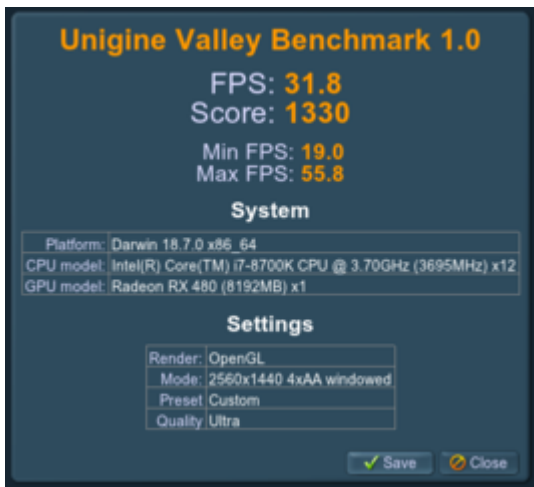 Unigine Valley Benchmark 1.0
FPS: 31.8
Score: 1330
Min FPS: 19.0
Max FPS: 55.8
System
Platform: Darwin 18.7.0 x86_64
CPU model: Intel(R) Core(TM) i7-8700K CPU @ 3.70GHz (3695MHz) x12
GPU model: Radeon RX 480 (8192MB) x1
Settings
Render: OpenGL
Mode: 2560x1440 4xAA windowed
Preset Custom
Quality Ultra
Save Close